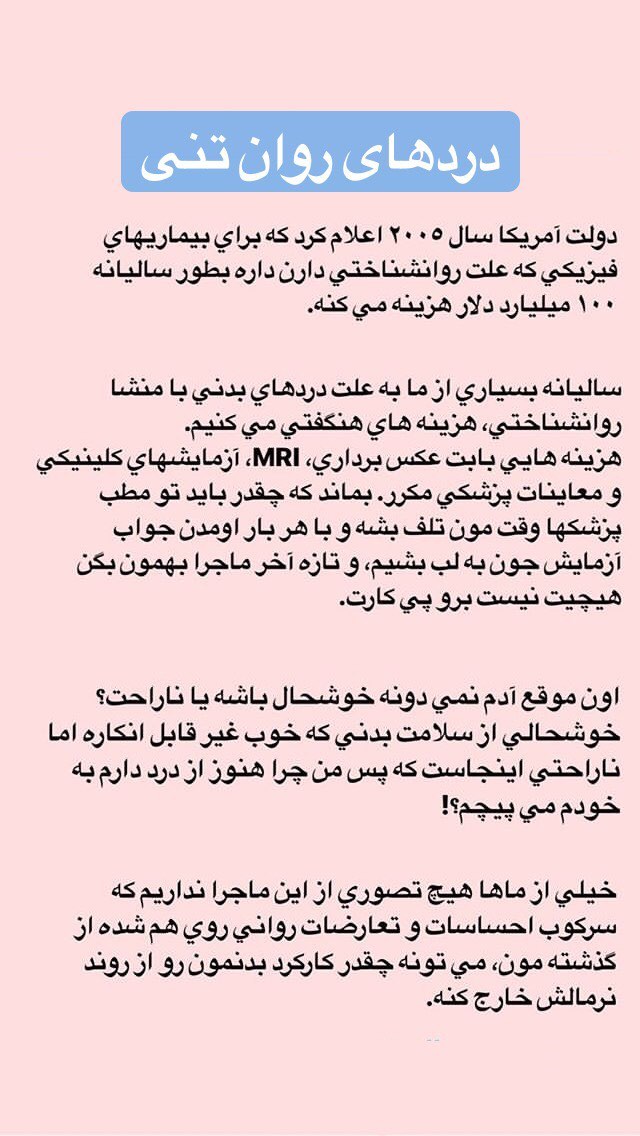 دردهای روان تنی
دولت آمريكا سال ٢٠٠٥ اعلام كرد كه براي بيماريهاي
فيزيكي كه علت روانشناختي دارن داره بطور ساليانه
١٠٠ ميليارد دلار هزينه مي كنه.
ساليانه بسياري از ما به علت دردهاي بدني با منشا
روانشناختي، هزينه هاي هنگفتي مي كنيم.
هزينه هايي بابت عكس برداري، MRI، آزمايشهاي كلينيكي
و معاينات پزشكي مكرر. بماند كه چقدر بايد تو مطب
پزشكها وقت مون تلف بشه و با هر بار اومدن جواب
آزمايش جون به لب بشيم، و تازه آخر ماجرا بهمون بگن
هيچيت نيست برو پي كارت.
اون موقع آدم نمي دونه خوشحال باشه يا ناراحت؟
خوشحالي از سلامت بدني كه خوب غير قابل انكاره اما
ناراحتي اينجاست كه پس من چرا هنوز از درد دارم به
خودم مي پيچم؟!
خيلي از ماها هيچ تصوري از اين ماجرا نداريم كه
سركوب احساسات و تعارضات رواني روي هم شده از
گذشته مون، مي تونه چقدر كاركرد بدنمون رو از روند
نرمالش خارج كنه.